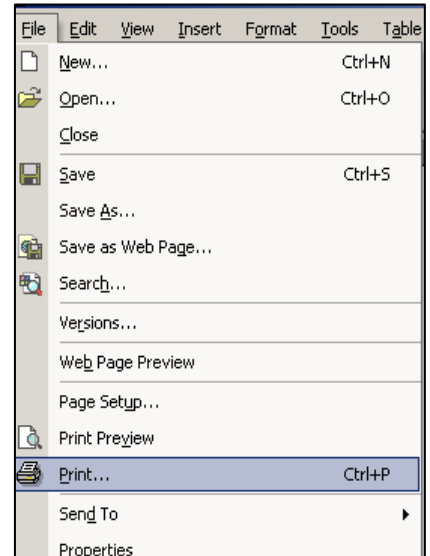 File Edit View Insert Format Tools Table
New... Ctrl+N
Open... Ctrl+O
Close
Save Ctrl+S
Save As...
Save as Web Page...
Search...
Versions...
Web Page Preview
Page Setup...
Print Preview
Print... Ctrl+P
Send To
Properties